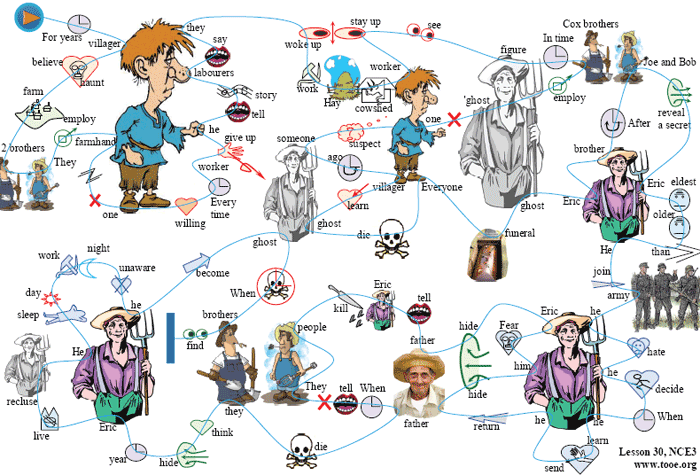 For years
villager
they
say
labourers
story
tell
he
give up
worker
Every
time
willing
one
farmhand
They
2 brothers
employ
farm
haunt
believe
stay up
woke up
see
work
Hay
worker
cowshed
one
suspect
someone
ago
villager
learn
Everyone
die
ghost
ghost
figure
'ghost
ghost
funeral
Cox brothers
In time
employ
Joe and Bob
reveal
a secret
After
brother
Eric
Eric
eldest
older
than
He
join
army
become
When
night
work
unaware
day
he
sleep
He
recluse
live
Eric
year
hide
think
they
find
brothers
people
They
die
kill
Eric
tell
father
tell
When
father
hide
hide
return
Fear
him
Eric
he
hate
he
decide
When
he
he
learn
send
Lesson 30, NCE3
www.tooe.org